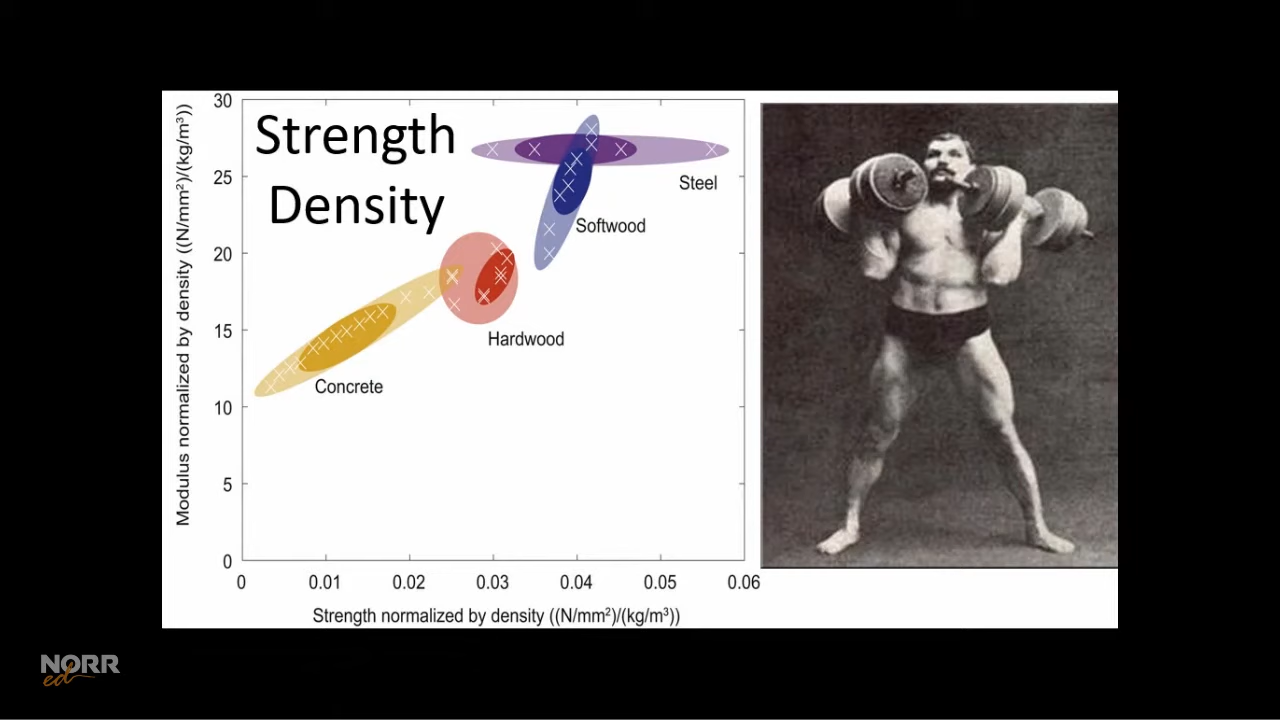 Strength
Density
30
25
20
15
10
5
0
0
0.01
0.02
0.03
0.04
0.05
0.06
Steel
Softwood
Hardwood
Concrete
Modulus normalized by density ((N/mm²)/(kg/m³))
Strength normalized by density ((N/mm²)/(kg/m³))
NORR
ed